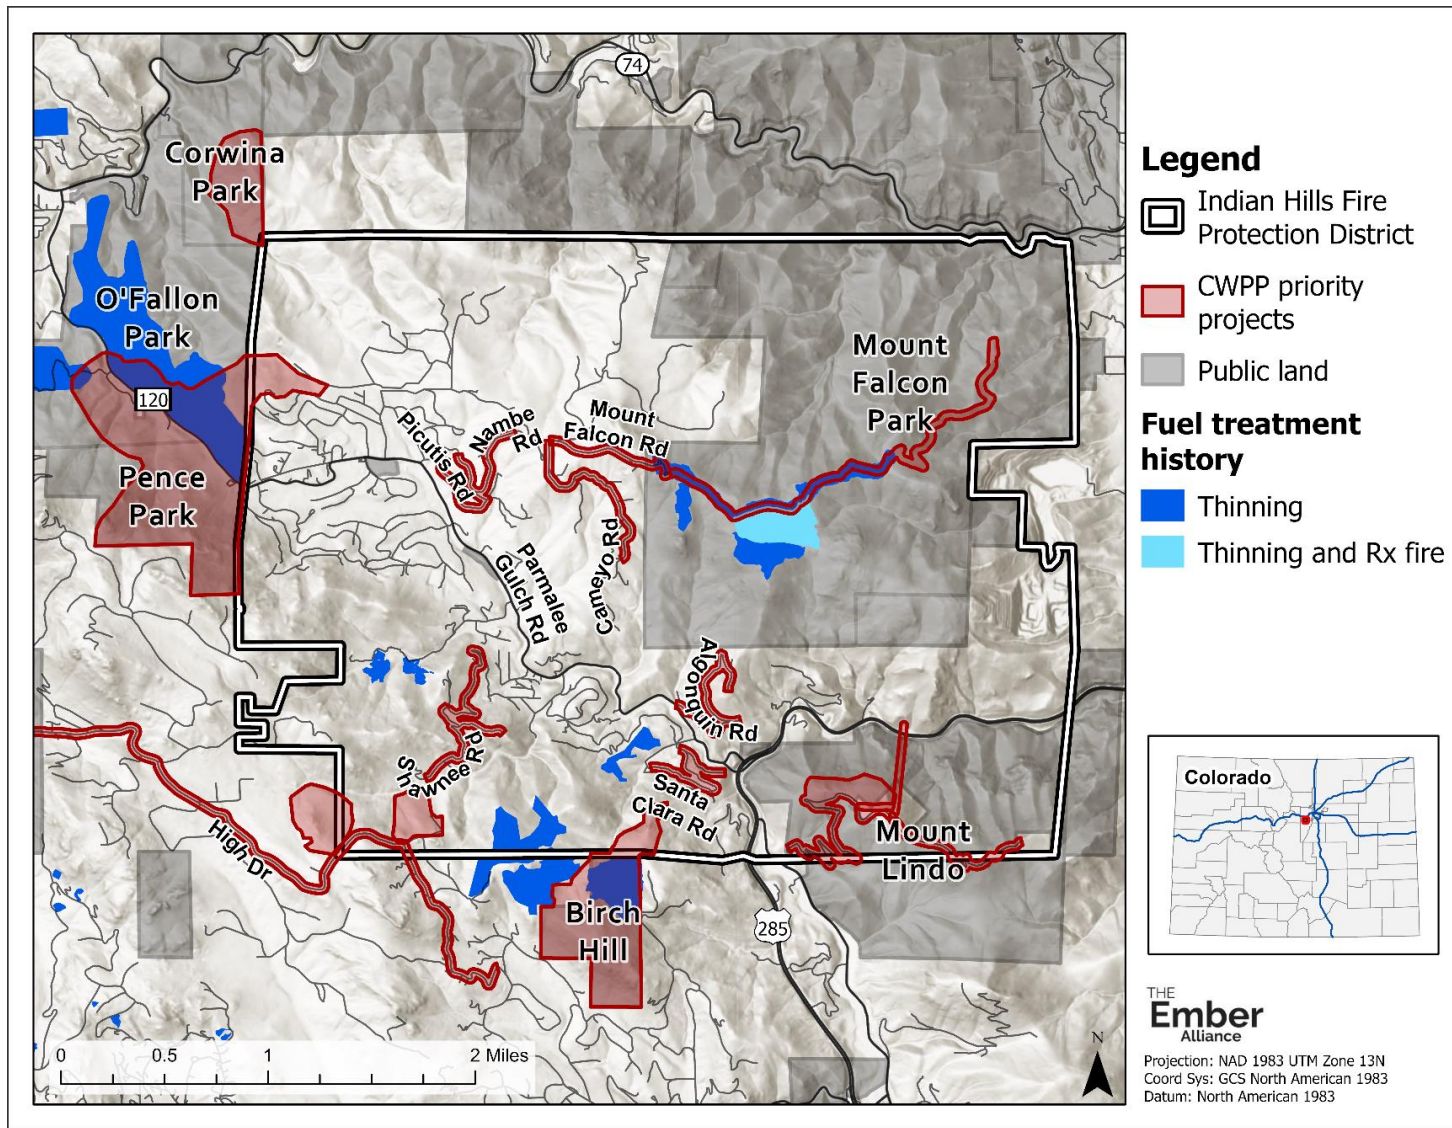 74
Corwina
Park
O'Fallon
Park
120
Pence
Park
Mount
Falcon
Park
Mount
Falcon Rd
Nambe
Rd
Picutis Rd
Cameyo Rd
Parmalee
Gulch Rd
Algonquin Rd
Shawnee Rd
Santa
Clara Rd
High Dr
Mount
Lindo
Birch
Hill
285
0 0.5 1 2 Miles
N
Legend
Indian Hills Fire
Protection District
CWPP priority
projects
Public land
Fuel treatment
history
Thinning
Thinning and Rx fire
Colorado
THE
Ember
Alliance
Projection: NAD 1983 UTM Zone 13N
Coord Sys: GCS North American 1983
Datum: North American 1983